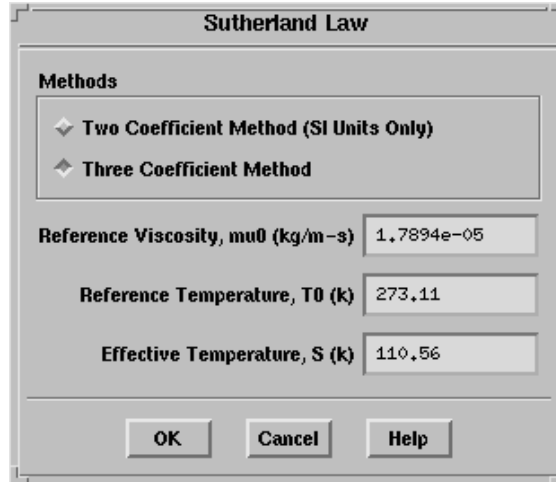 Sutherland Law
Methods
Two Coefficient Method (SI Units Only)
Three Coefficient Method
Reference Viscosity, mu0 (kg/m-s) 1.7894e-05
Reference Temperature, T0 (k) 273.11
Effective Temperature, S (k) 110.56
OK Cancel Help